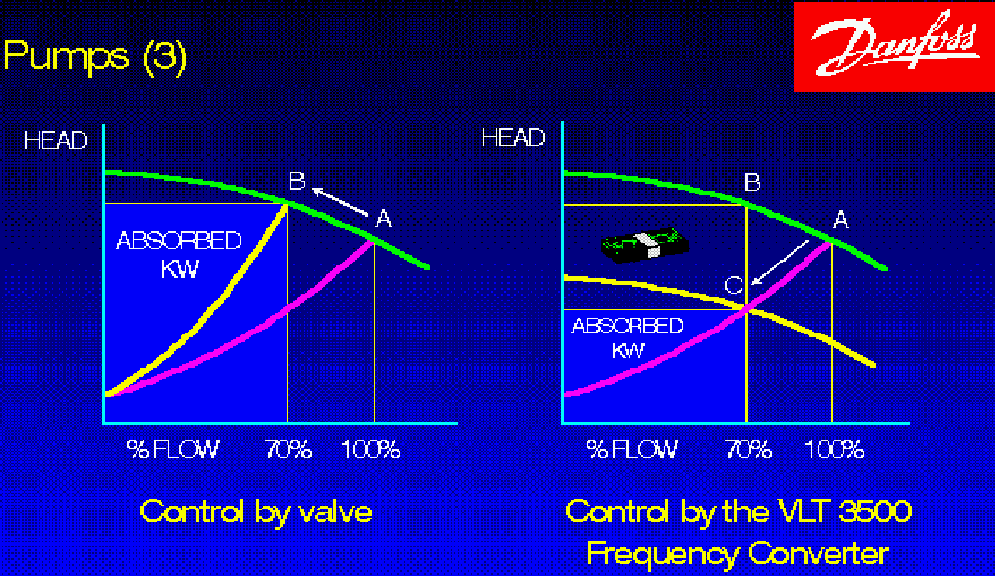 Pumps (3)
Danfoss
HEAD
B
A
ABSORBED
KW
% FLOW 70% 100%
Control by valve
HEAD
B
A
C
ABSORBED
KW
% FLOW 70% 100%
Control by the VLT 3500
Frequency Converter